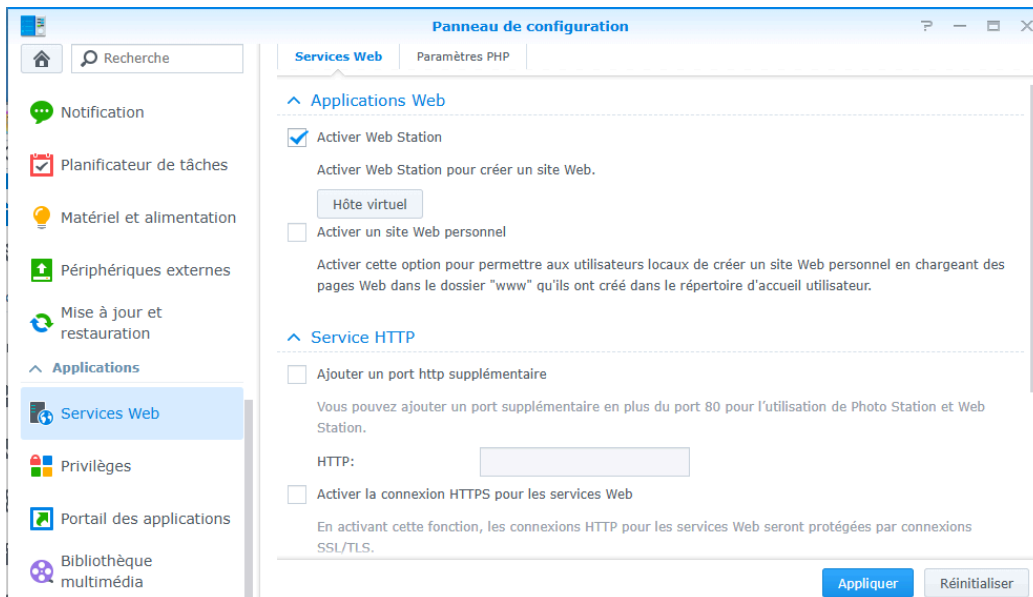 Panneau de configuration
Recherche
Notification
Planificateur de tâches
Matériel et alimentation
Périphériques externes
Mise à jour et
restauration
Applications
Services Web
Privilèges
Portail des applications
Bibliothèque
multimédia
Services Web
Paramètres PHP
Applications Web
Activer Web Station
Activer Web Station pour créer un site Web.
Hôte virtuel
Activer un site Web personnel
Activer cette option pour permettre aux utilisateurs locaux de créer un site Web personnel en chargeant des
pages Web dans le dossier "www" qu'ils ont créé dans le répertoire d'accueil utilisateur.
Service HTTP
Ajouter un port http supplémentaire
Vous pouvez ajouter un port supplémentaire en plus du port 80 pour l'utilisation de Photo Station et Web
Station.
HTTP:
Activer la connexion HTTPS pour les services Web
En activant cette fonction, les connexions HTTP pour les services Web seront protégées par connexions
SSL/TLS.
Appliquer
Réinitialiser